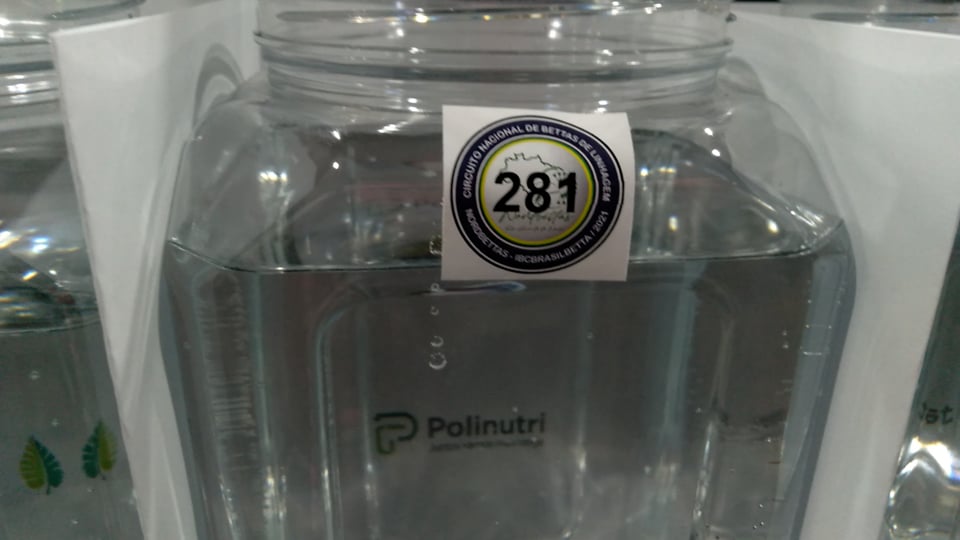 CIRCUITO NACIONAL DE BETTAS DE LINHAGEM
281
NORDBETTAS - IBCBRASILBETTA / 2021
Polinutri